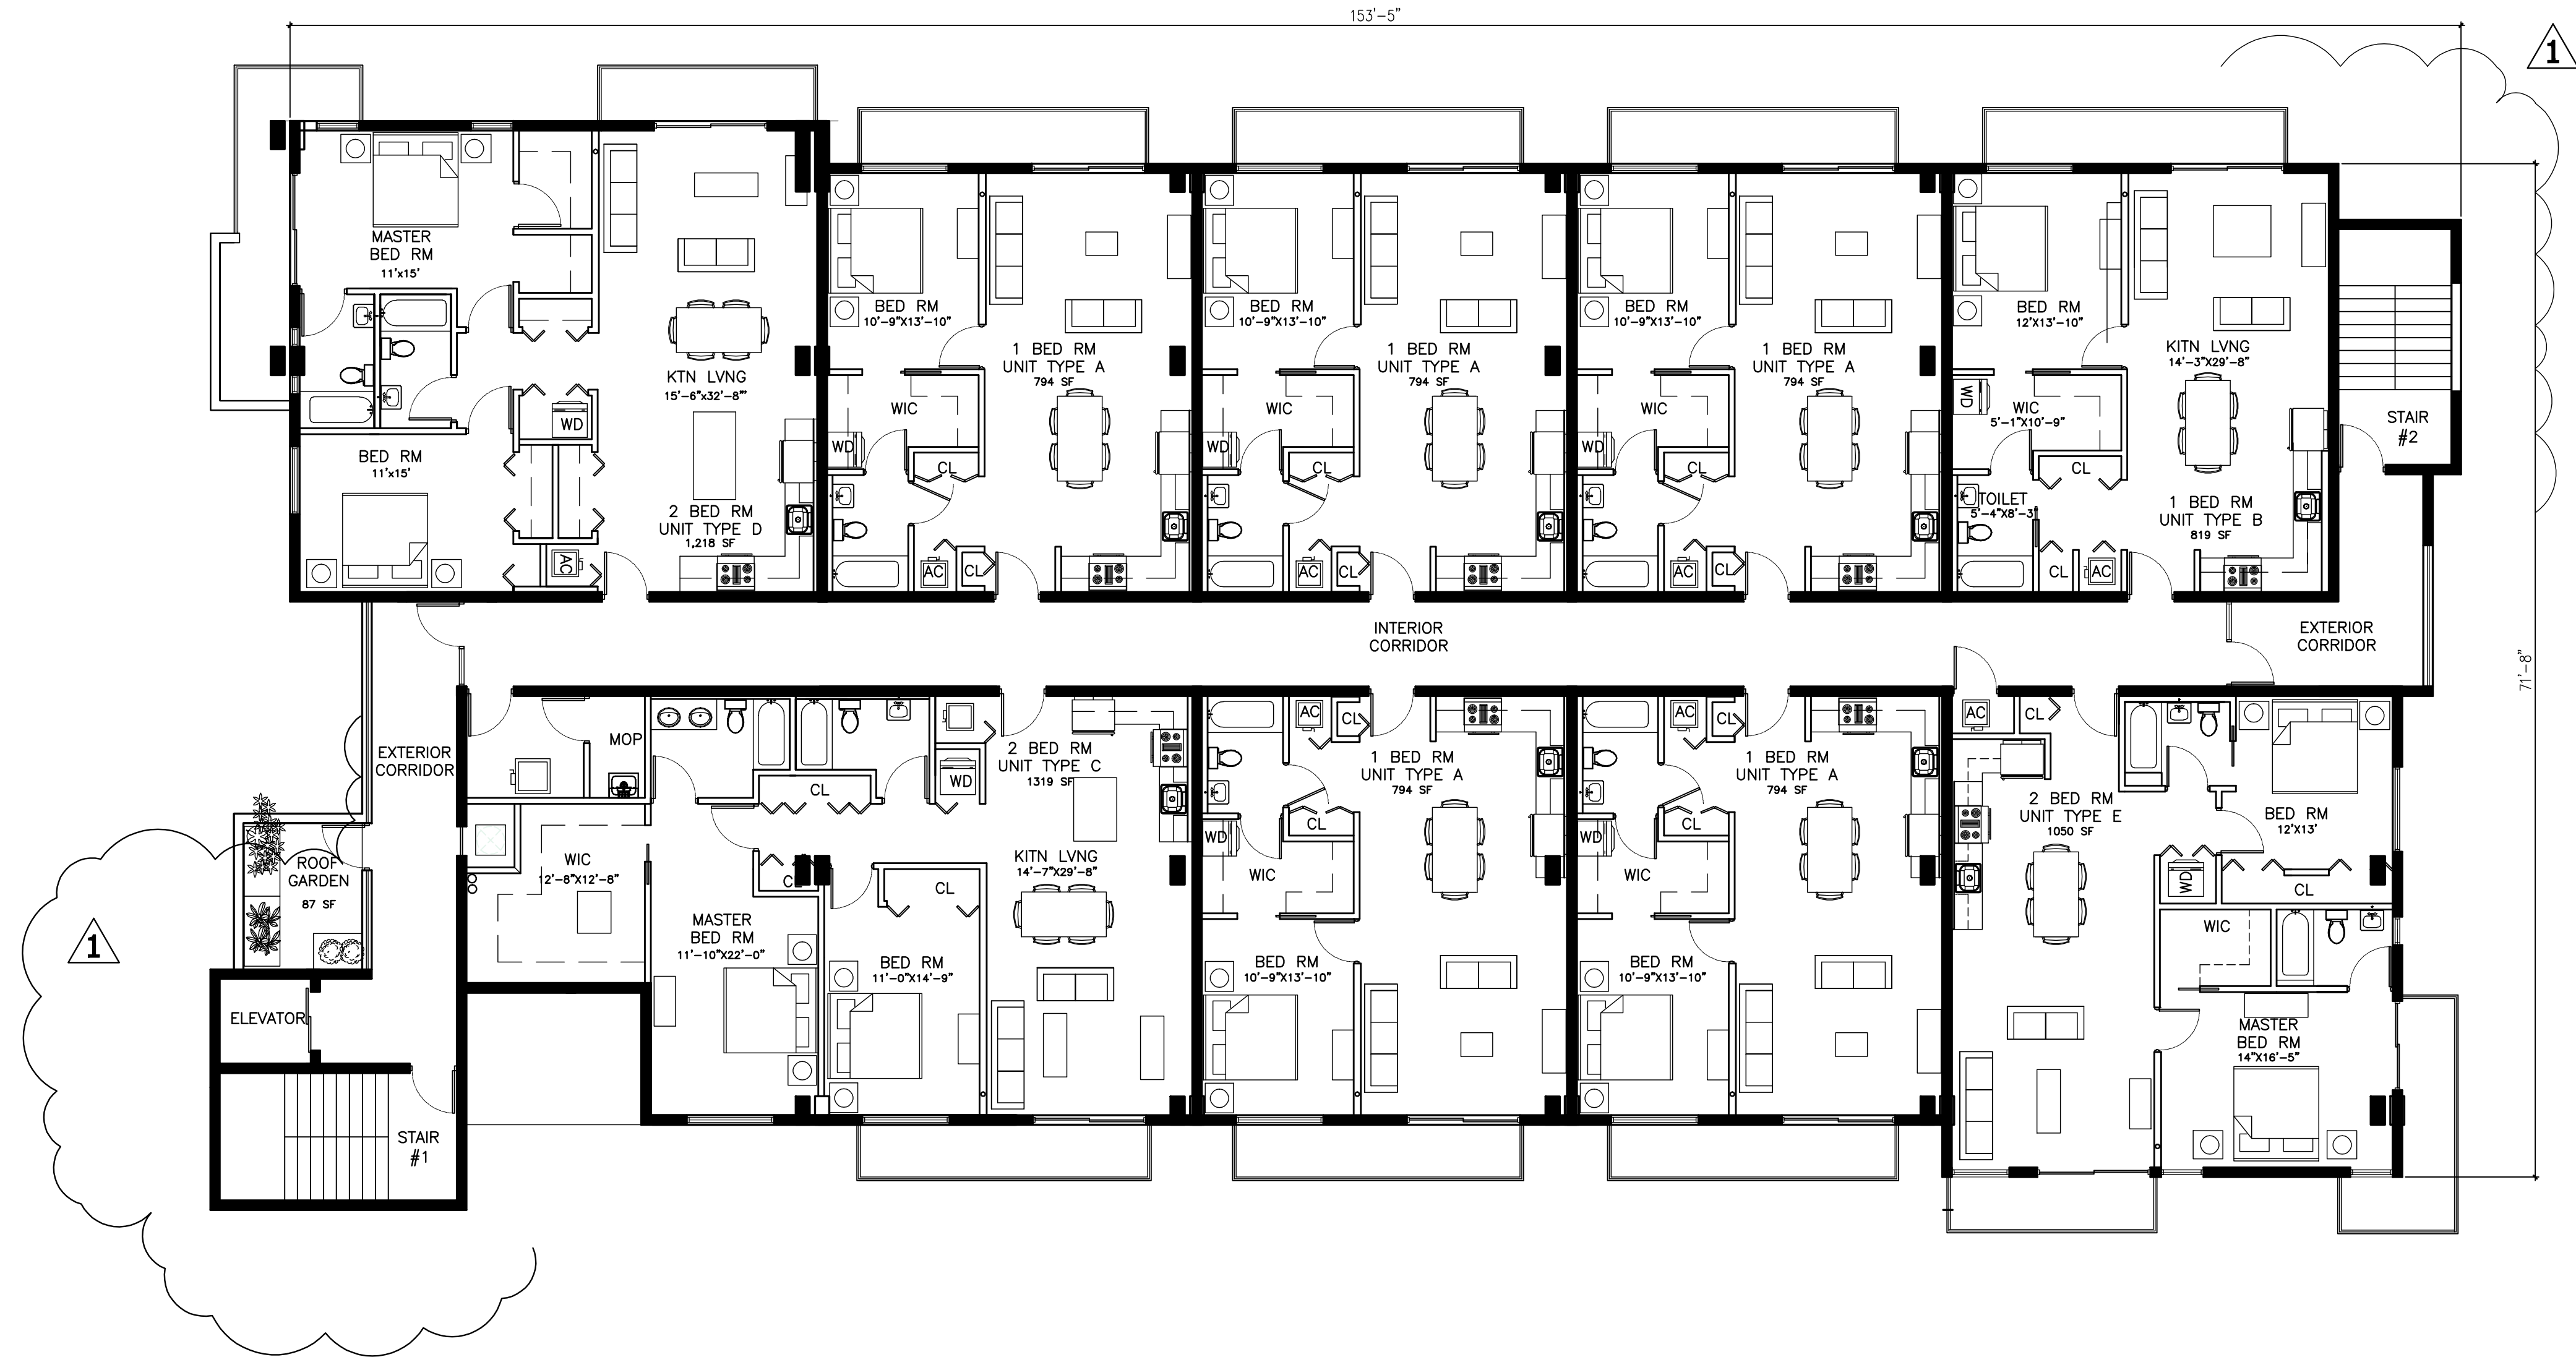 153'-5"
1
MASTER
BED RM
11'x15'
BED RM
11'x15'
WD
AC
KTN LVNG
15'-6"x32'-8"'
2 BED RM
UNIT TYPE D
1,218 SF
BED RM
10'-9"X13'-10"
1 BED RM
UNIT TYPE A
794 SF
WIC
WD
CL
AC
CL
BED RM
10'-9"X13'-10"
1 BED RM
UNIT TYPE A
794 SF
WIC
WD
CL
AC
CL
BED RM
10'-9"X13'-10"
1 BED RM
UNIT TYPE A
794 SF
WIC
WD
CL
AC
CL
BED RM
12'X13'-10"
KITN LVNG
14'-3"X29'-8"
WD
WIC
5'-1"X10'-9"
CL
TOILET
5'-4"X8'-3"
1 BED RM
UNIT TYPE B
819 SF
CL
AC
STAIR
#2
INTERIOR
CORRIDOR
EXTERIOR
CORRIDOR
71'-8"
EXTERIOR
CORRIDOR
MOP
WIC
12'-8"X12'-8"
CL
CL
MASTER
BED RM
11'-10"X22'-0"
BED RM
11'-0"X14'-9"
CL
WD
2 BED RM
UNIT TYPE C
1319 SF
KITN LVNG
14'-7"X29'-8"
AC
CL
1 BED RM
UNIT TYPE A
794 SF
WD
CL
WIC
BED RM
10'-9"X13'-10"
AC
CL
1 BED RM
UNIT TYPE A
794 SF
WD
CL
WIC
BED RM
10'-9"X13'-10"
AC
CL
2 BED RM
UNIT TYPE E
1050 SF
BED RM
12'X13'
WD
CL
WIC
MASTER
BED RM
14"X16'-5"
ROOF
GARDEN
87 SF
1
ELEVATOR
STAIR
#1